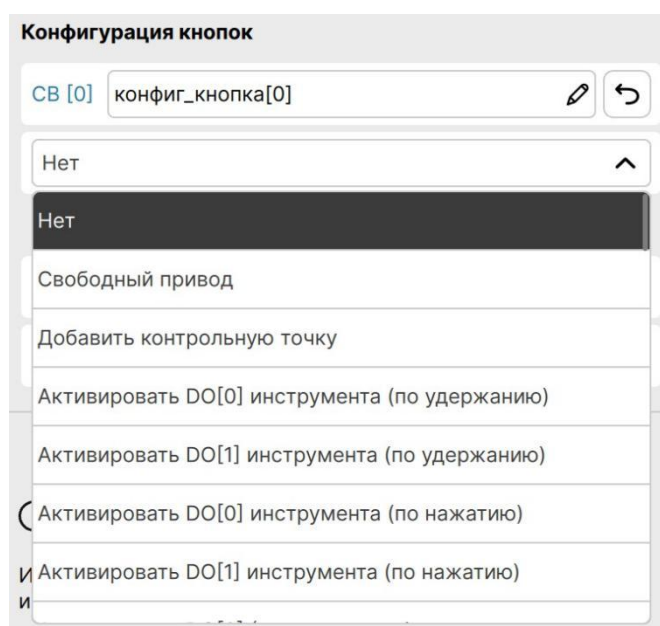 Конфигурация кнопок
CB [0] конфиг_кнопка[0]
Нет
Нет
Свободный привод
Добавить контрольную точку
Активировать DO[0] инструмента (по удержанию)
Активировать DO[1] инструмента (по удержанию)
Активировать DO[0] инструмента (по нажатию)
Активировать DO[1] инструмента (по нажатию)